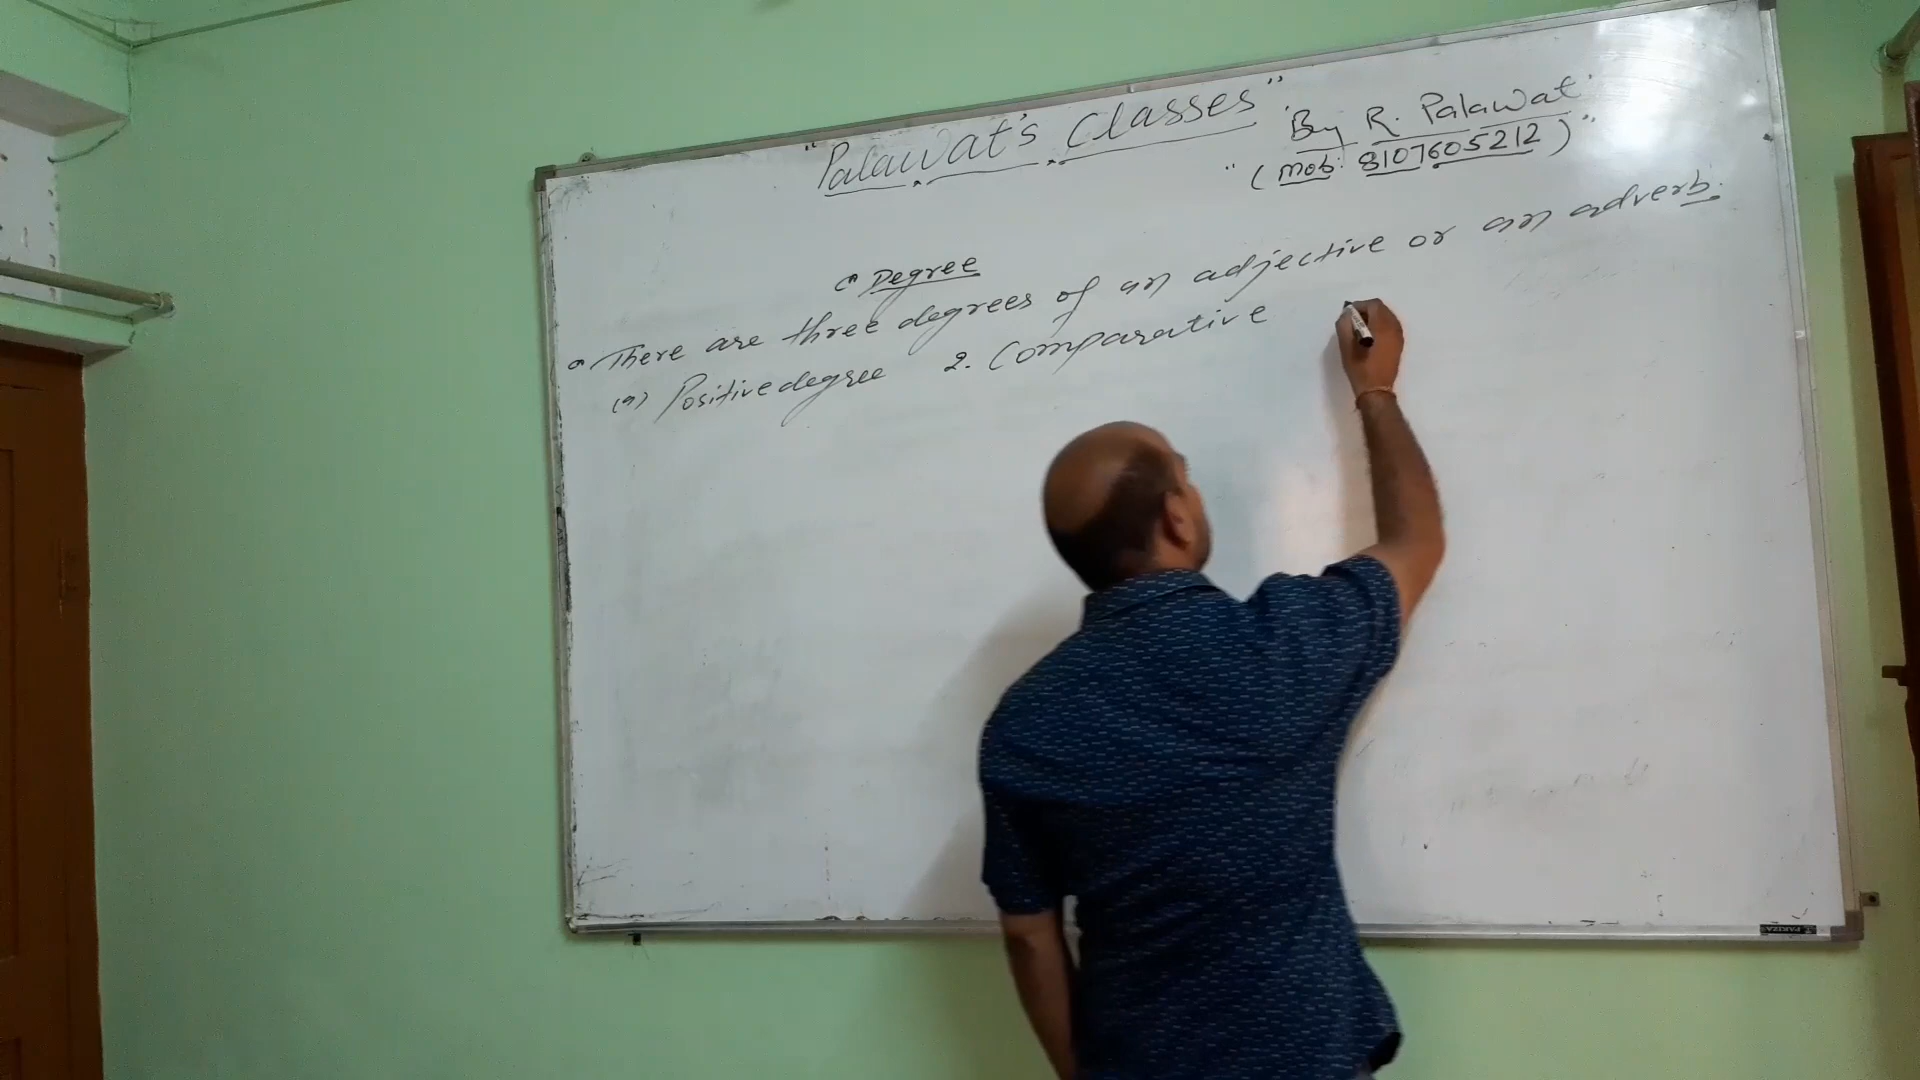 "Palawat's Classes"
By R. Palawat
"(Mob: 8107605212)"
Degree
There are three degrees of an adjective or an adverb.
Positive degree 2. Comparative
PARIZA